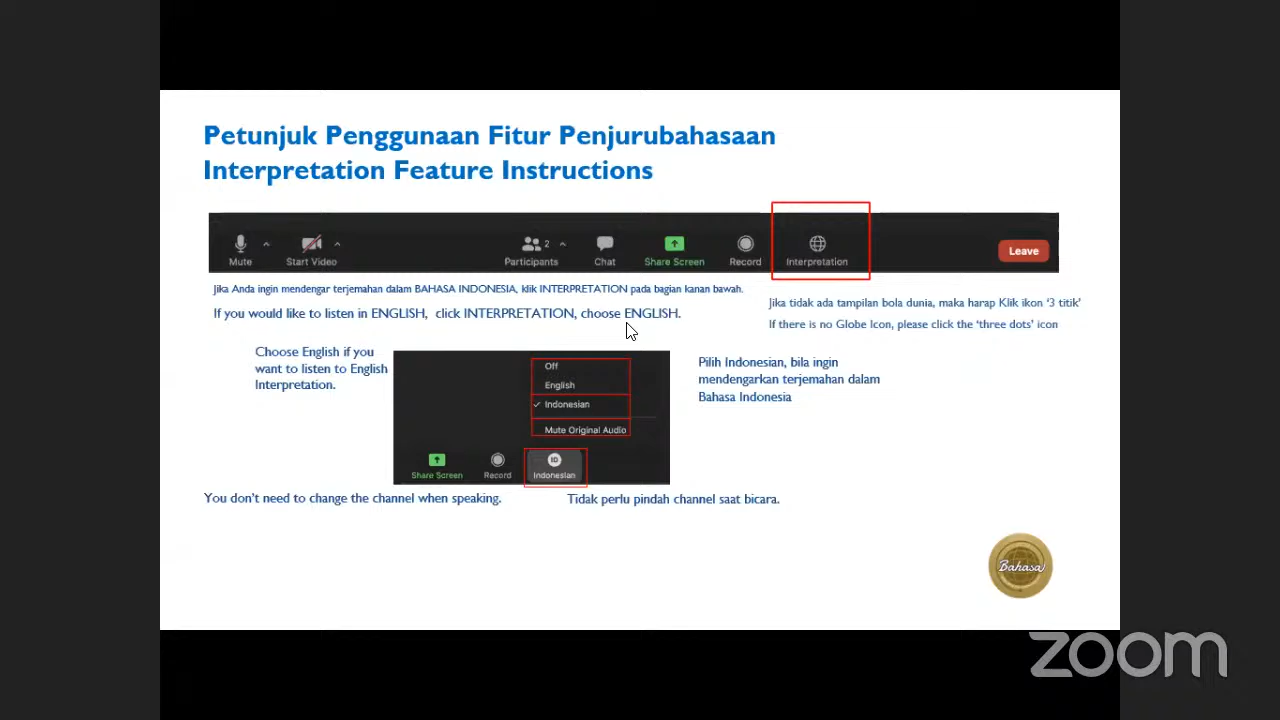 Petunjuk Penggunaan Fitur Penjurubahasaan
Interpretation Feature Instructions
Mute
Start Video
2
Participants
Chat
Share Screen
Record
Interpretation
Leave
Jika Anda ingin mendengar terjemahan dalam BAHASA INDONESIA, klik INTERPRETATION pada bagian kanan bawah.
If you would like to listen in ENGLISH, click INTERPRETATION, choose ENGLISH.
Jika tidak ada tampilan bola dunia, maka harap Klik ikon ‘3 titik’
If there is no Globe Icon, please click the ‘three dots’ icon
Choose English if you
want to listen to English
Interpretation.
Off
English
Indonesian
Mute Original Audio
Share Screen
Record
ID
Indonesian
Pilih Indonesian, bila ingin
mendengarkan terjemahan dalam
Bahasa Indonesia
You don’t need to change the channel when speaking.
Tidak perlu pindah channel saat bicara.
Bahasa
zoom